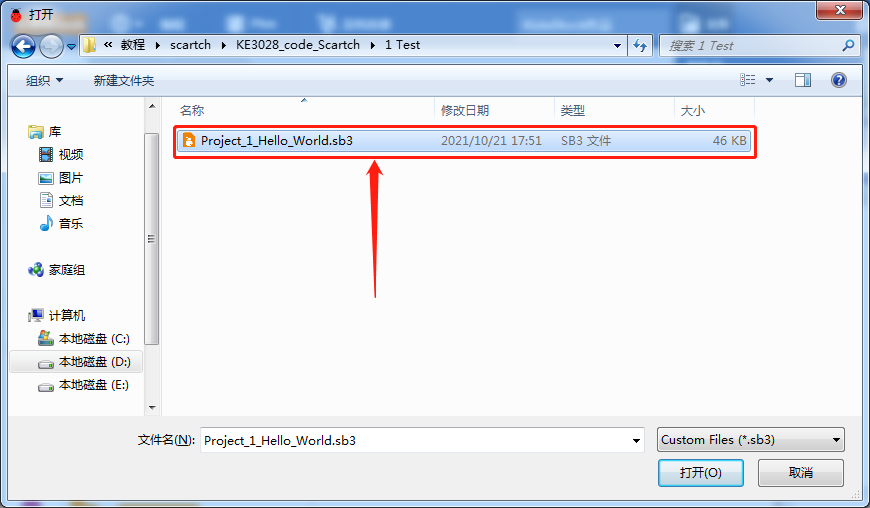 打开
« 教程 scartch KE3028_code_Scartch 1 Test
搜索 1 Test
组织 新建文件夹
名称 修改日期 类型 大小
Project_1_Hello_World.sb3 2021/10/21 17:51 SB3 文件 46 KB
库
视频
图片
文档
音乐
家庭组
计算机
本地磁盘 (C:)
本地磁盘 (D:)
本地磁盘 (E:)
文件名(N): Project_1_Hello_World.sb3 Custom Files (*.sb3)
打开(O) 取消